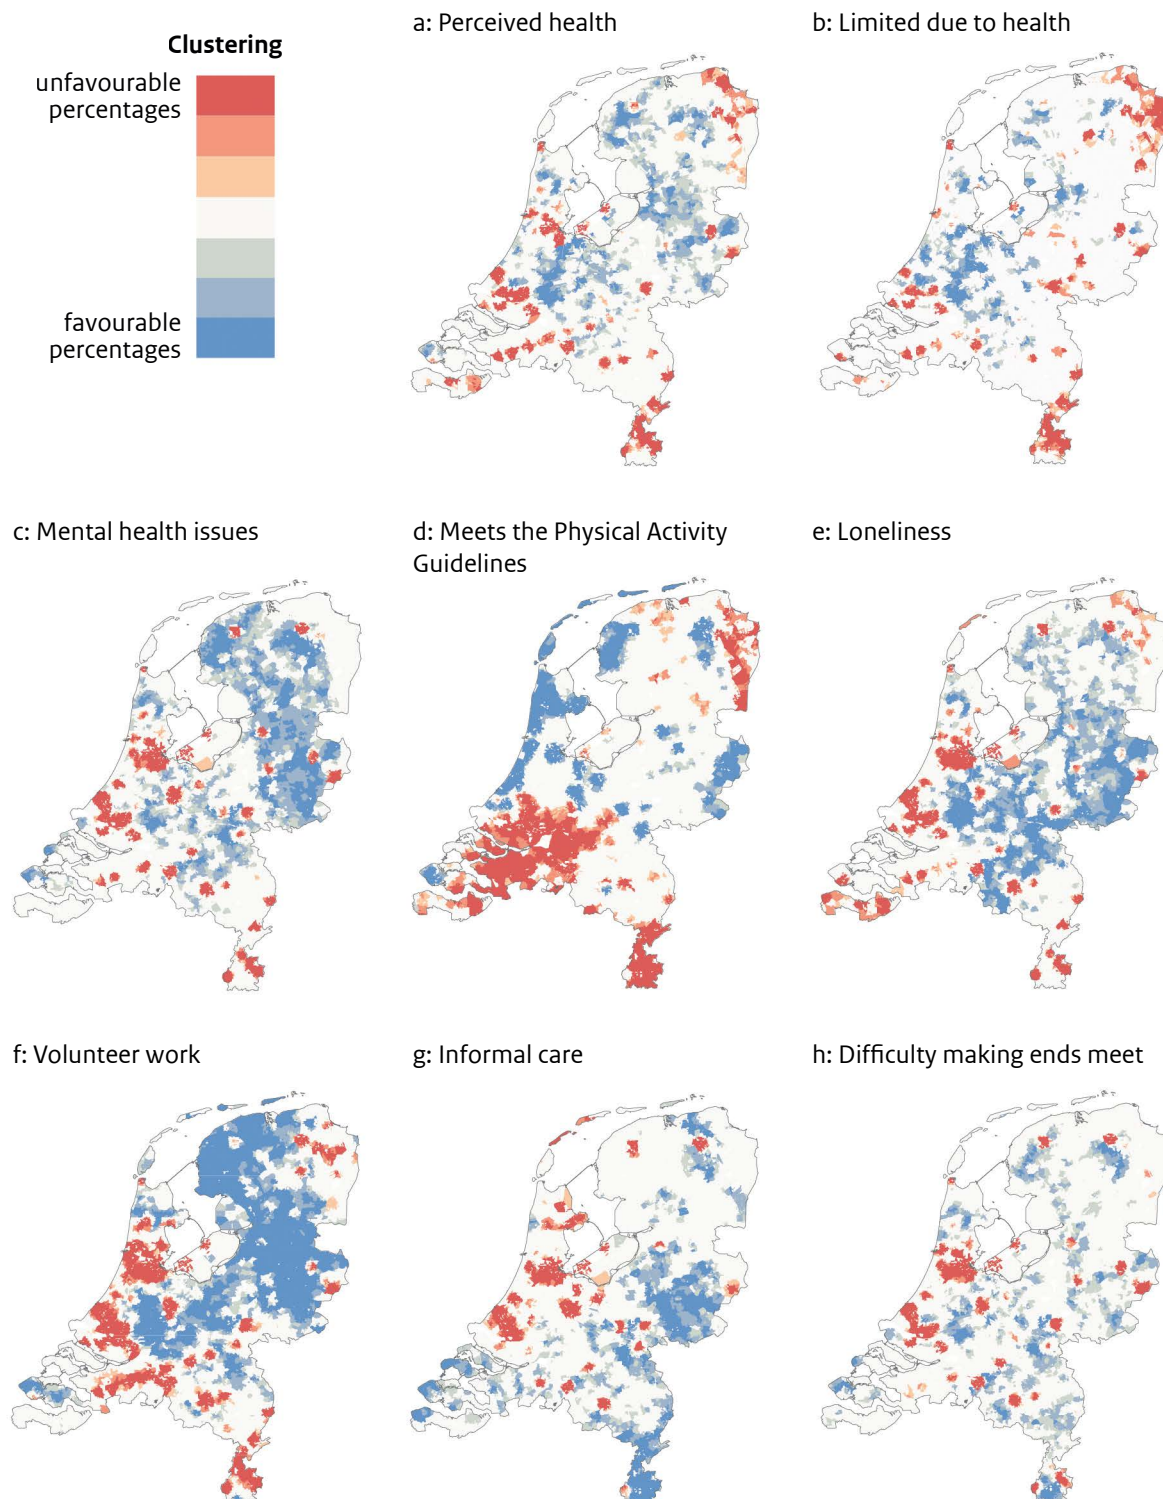 Clustering
unfavourable
percentages
favourable
percentages
a: Perceived health
b: Limited due to health
c: Mental health issues
d: Meets the Physical Activity
Guidelines
e: Loneliness
f: Volunteer work
g: Informal care
h: Difficulty making ends meet